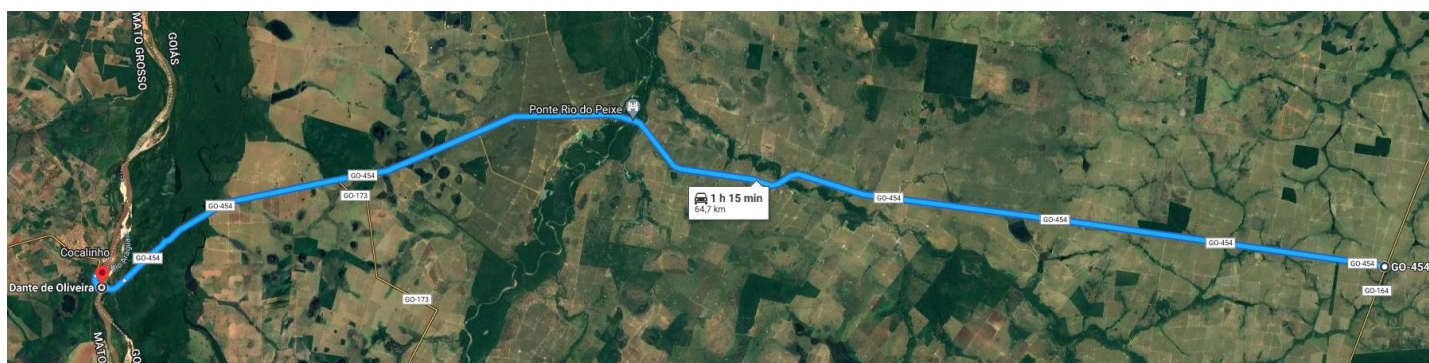 MATO GROSSO
GOIÁS
Ponte Rio do Peixe
GO-454
GO-173
GO-454
1 h 15 min
64,7 km
GO-454
GO-454
GO-454
GO-454
GO-454
GO-164
Cocalinho
GO-454
Dante de Oliveira
GO-173
MATO
GO